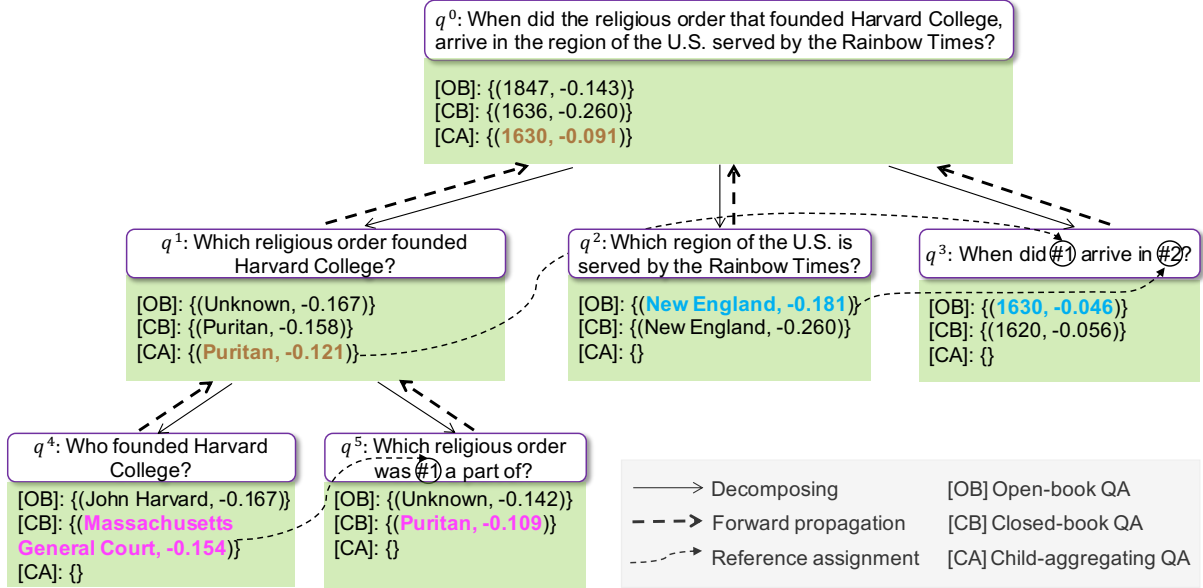 q⁰: When did the religious order that founded Harvard College,
arrive in the region of the U.S. served by the Rainbow Times?
[OB]: {(1847, -0.143)}
[CB]: {(1636, -0.260)}
[CA]: {(1630, -0.091)}
q¹: Which religious order founded
Harvard College?
[OB]: {(Unknown, -0.167)}
[CB]: {(Puritan, -0.158)}
[CA]: {(Puritan, -0.121)}
q²: Which region of the U.S. is
served by the Rainbow Times?
[OB]: {(New England, -0.181)}
[CB]: {(New England, -0.260)}
[CA]: {}
q³: When did #1 arrive in #2?
[OB]: {(1630, -0.046)}
[CB]: {(1620, -0.056)}
[CA]: {}
q⁴: Who founded Harvard
College?
[OB]: {(John Harvard, -0.167)}
[CB]: {(Massachusetts
General Court, -0.154)}
[CA]: {}
q⁵: Which religious order
was #1 a part of?
[OB]: {(Unknown, -0.142)}
[CB]: {(Puritan, -0.109)}
[CA]: {}
Decomposing
Forward propagation
Reference assignment
[OB] Open-book QA
[CB] Closed-book QA
[CA] Child-aggregating QA